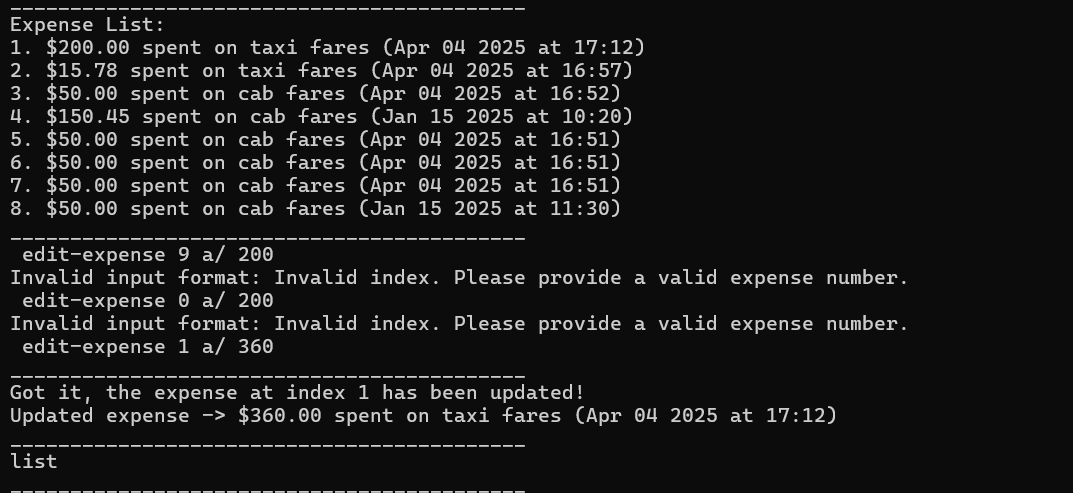 ___________________________________________
Expense List:
1. $200.00 spent on taxi fares (Apr 04 2025 at 17:12)
2. $15.78 spent on taxi fares (Apr 04 2025 at 16:57)
3. $50.00 spent on cab fares (Apr 04 2025 at 16:52)
4. $150.45 spent on cab fares (Jan 15 2025 at 10:20)
5. $50.00 spent on cab fares (Apr 04 2025 at 16:51)
6. $50.00 spent on cab fares (Apr 04 2025 at 16:51)
7. $50.00 spent on cab fares (Apr 04 2025 at 16:51)
8. $50.00 spent on cab fares (Jan 15 2025 at 11:30)
___________________________________________
 edit-expense 9 a/ 200
Invalid input format: Invalid index. Please provide a valid expense number.
 edit-expense 0 a/ 200
Invalid input format: Invalid index. Please provide a valid expense number.
 edit-expense 1 a/ 360
___________________________________________
Got it, the expense at index 1 has been updated!
Updated expense -> $360.00 spent on taxi fares (Apr 04 2025 at 17:12)
___________________________________________
list
___________________________________________